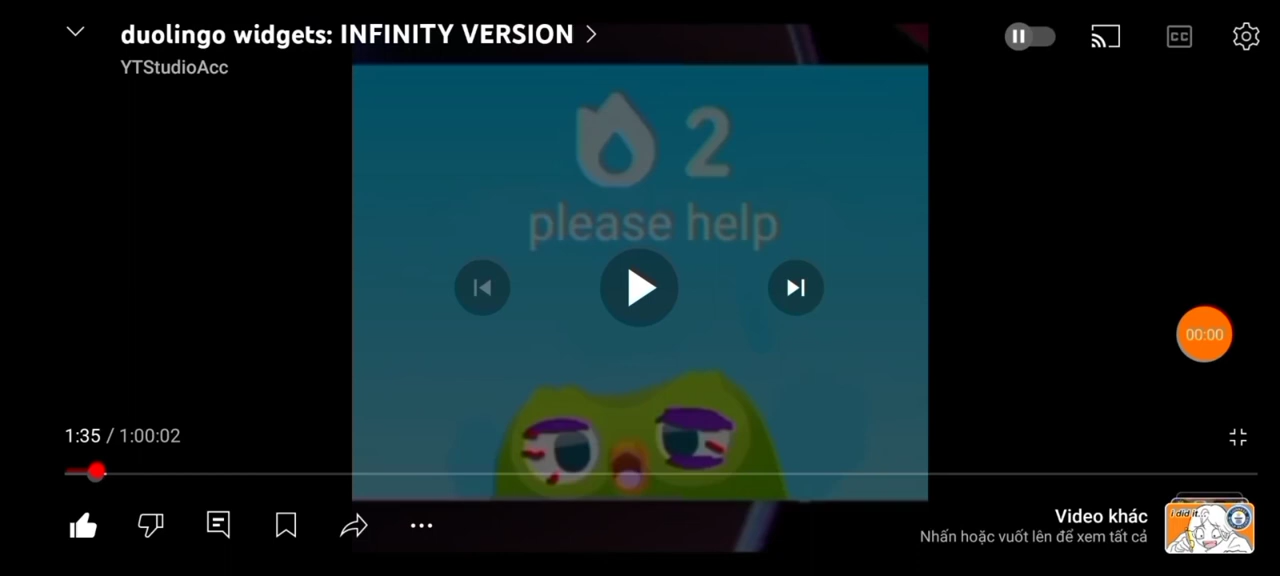 duolingo widgets: INFINITY VERSION
YTStudioAcc
CC
2
please help
00:00
1:35 / 1:00:02
Video khác
Nhấn hoặc vuốt lên để xem tất cả
i did it.